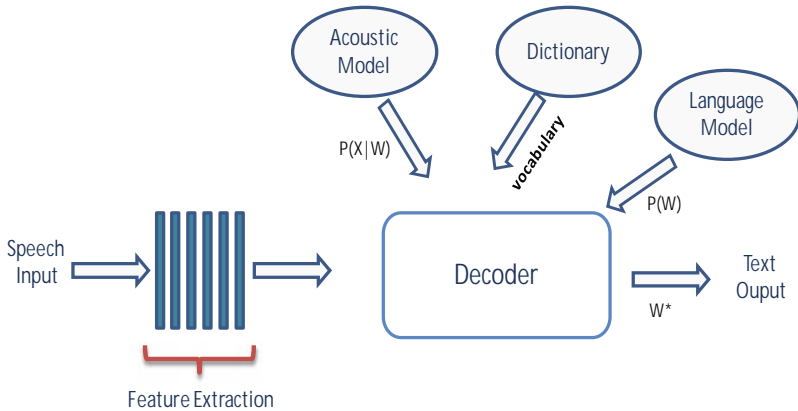 Acoustic
Model
Dictionary
Language
Model
P(X|W)
vocabulary
P(W)
Speech
Input
Decoder
Text
Ouput
W*
Feature Extraction